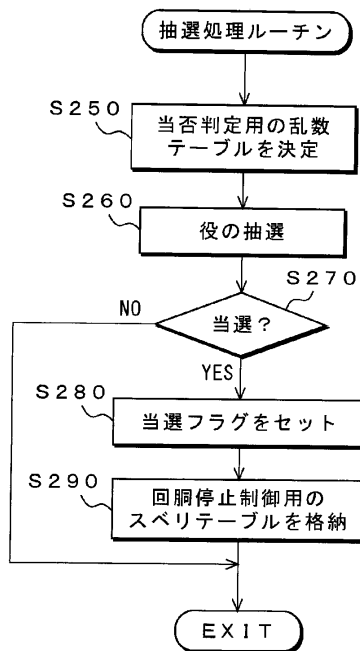 抽選処理ルーチン
S250
当否判定用の乱数
テーブルを決定
S260
役の抽選
S270
当選?
NO
YES
S280
当選フラグをセット
S290
回胴停止制御用の
スベリテーブルを格納
EXIT